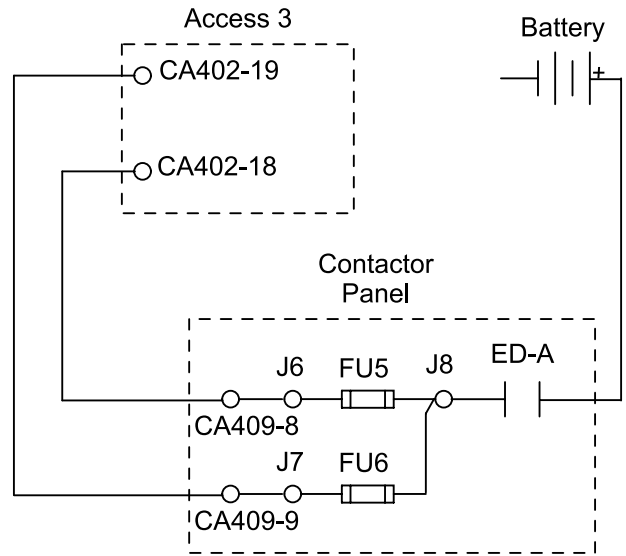 Access 3
Battery
CA402-19
+
CA402-18
Contactor
Panel
ED-A
J6
FU5
J8
CA409-8
J7
FU6
CA409-9